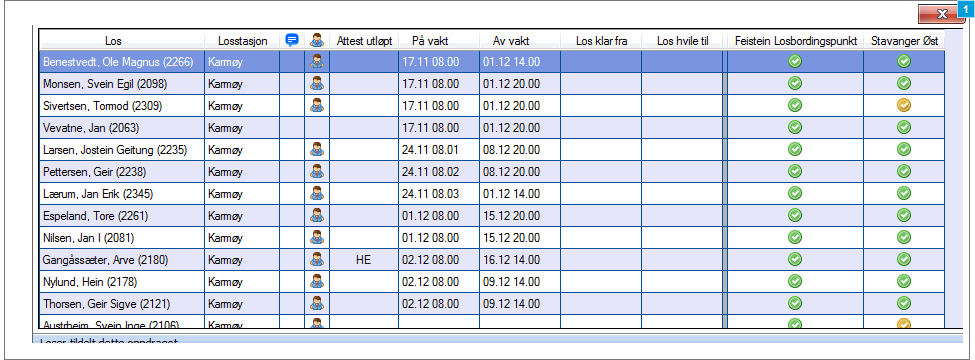 1
Los Losstasjon Attest utløpt På vakt Av vakt Los klar fra Los hvile til Feistein Losbordingspunkt Stavanger Øst
Benestvedt, Ole Magnus (2266) Karmøy 17.11 08.00 01.12 14.00
Monsen, Svein Egil (2098) Karmøy 17.11 08.00 01.12 20.00
Sivertsen, Tormod (2309) Karmøy 17.11 08.00 01.12 20.00
Vevatne, Jan (2063) Karmøy 17.11 08.00 01.12 20.00
Larsen, Jostein Geitung (2235) Karmøy 24.11 08.01 08.12 20.00
Pettersen, Geir (2238) Karmøy 24.11 08.02 08.12 20.00
Lærum, Jan Erik (2345) Karmøy 24.11 08.03 01.12 14.00
Espeland, Tore (2261) Karmøy 01.12 08.00 15.12 20.00
Nilsen, Jan I (2081) Karmøy 01.12 08.00 15.12 20.00
Gangåssæter, Arve (2180) Karmøy HE 02.12 08.00 16.12 14.00
Nylund, Hein (2178) Karmøy 02.12 08.00 09.12 14.00
Thorsen, Geir Sigve (2121) Karmøy 02.12 08.00 09.12 14.00
Austrheim, Svein Inge (2106) Karmøy
Loser tildelt dette oppdraget